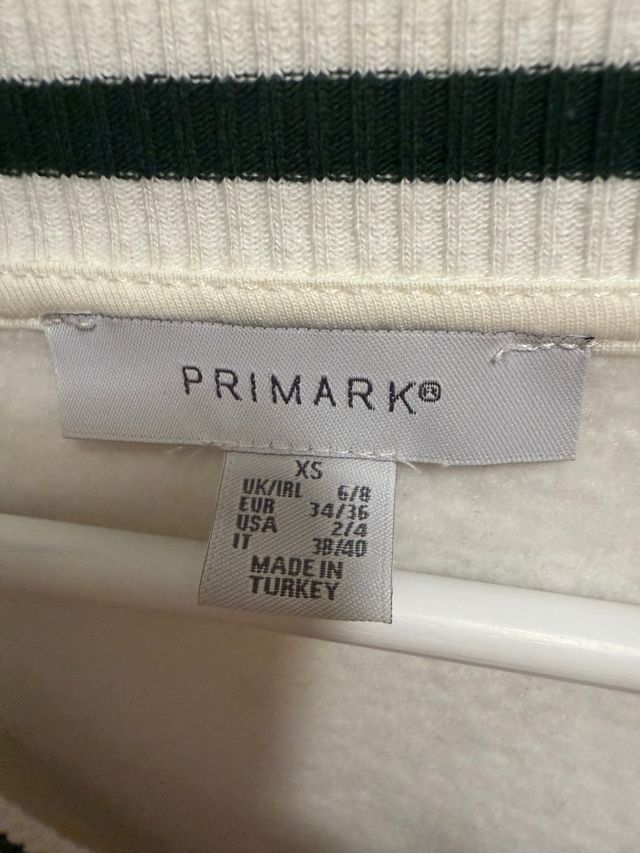 PRIMARK®
XS
UK/IRL 6/8
EUR 34/36
USA 2/4
IT 38/40
MADE IN
TURKEY